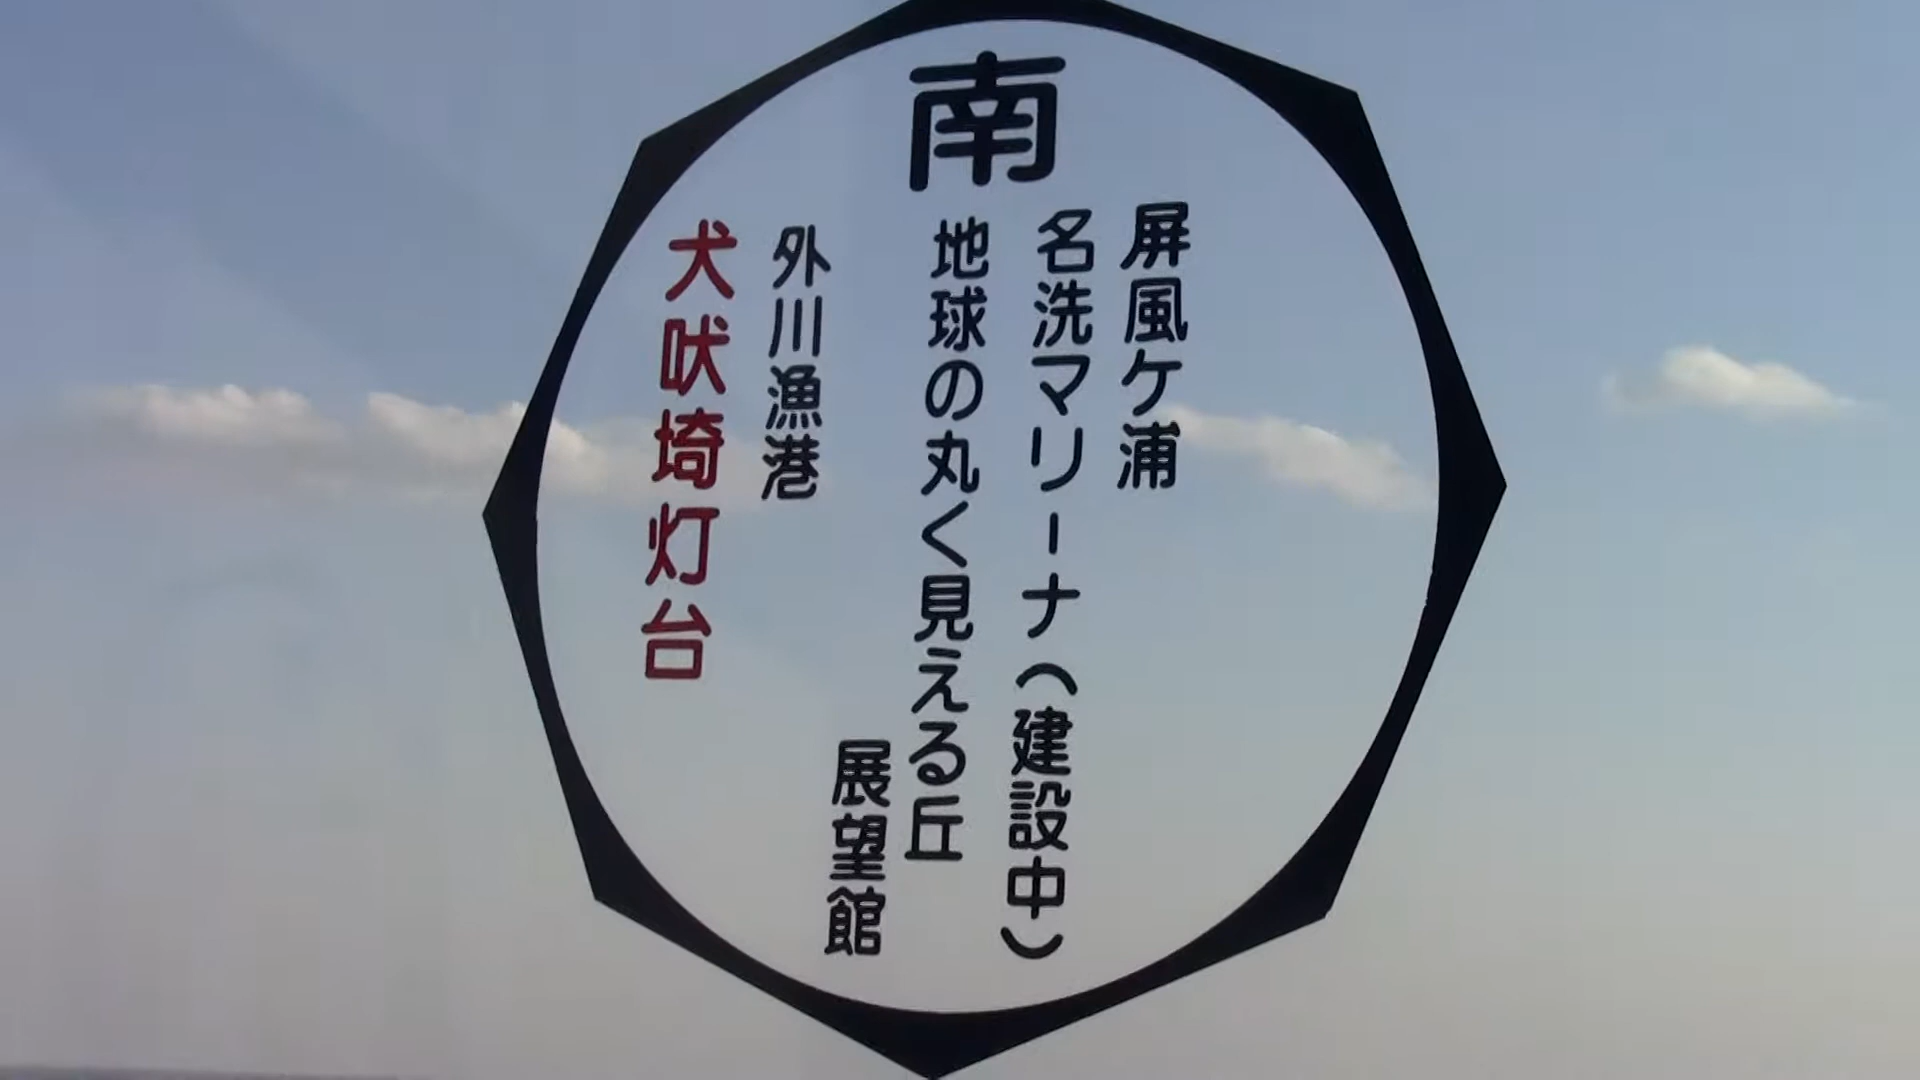 南
屏風ケ浦
名洗マリーナ(建設中)
地球の丸く見える丘
展望館
外川漁港
犬吠埼灯台